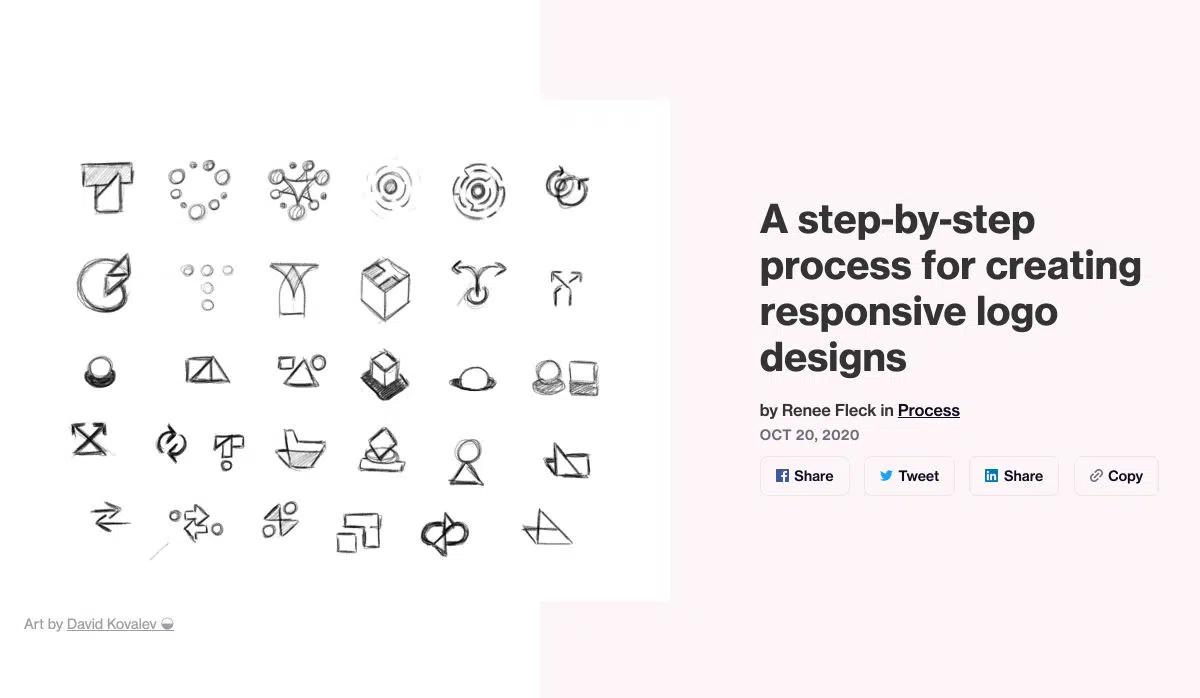 A step-by-step
process for creating
responsive logo
designs
by Renee Fleck in Process
OCT 20, 2020
Share
Tweet
Share
Copy
Art by David Kovalev